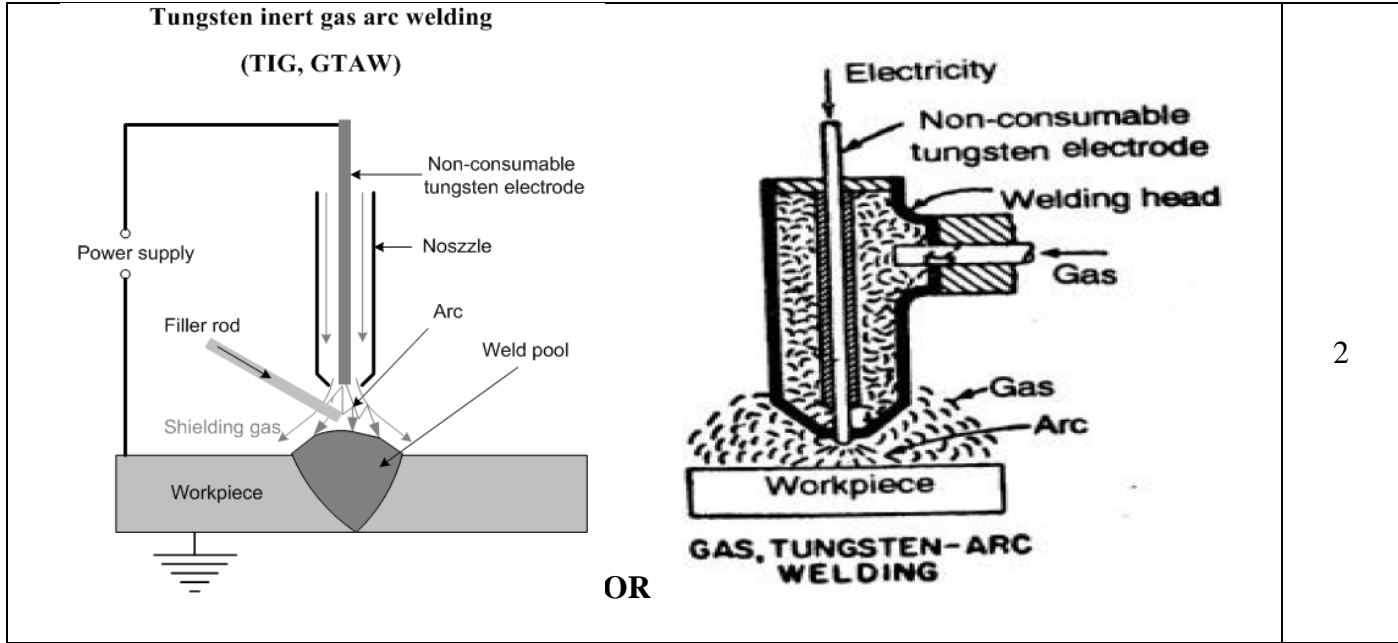 Tungsten inert gas arc welding
(TIG, GTAW)
Non-consumable
tungsten electrode
Power supply
Noszzle
Filler rod
Arc
Weld pool
Shielding gas
Workpiece
OR
Electricity
Non-consumable
tungsten electrode
Welding head
Gas
Gas
Arc
Workpiece
GAS, TUNGSTEN-ARC
WELDING
2